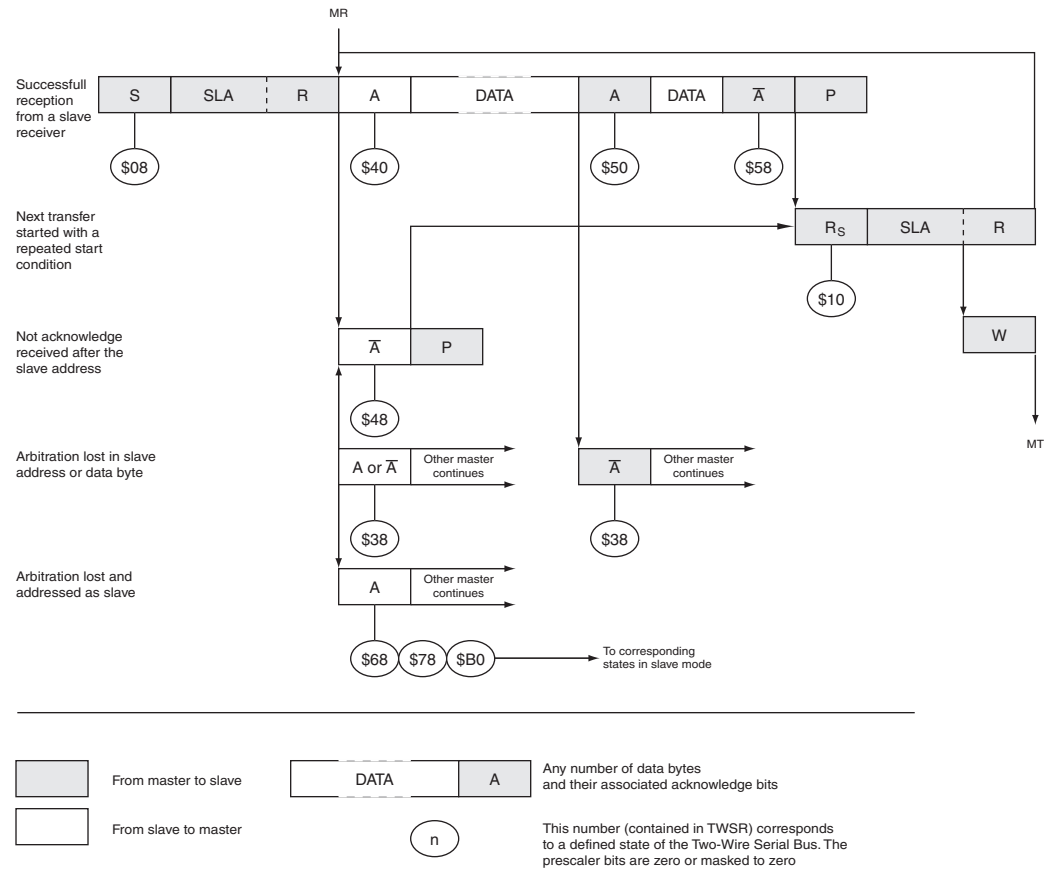 MR
Successfull
reception
from a slave
receiver
S SLA R A DATA A DATA A̅ P
$08 $40 $50 $58
Next transfer
started with a
repeated start
condition
RS SLA R
$10
Not acknowledge
received after the
slave address
A̅ P
W
$48
MT
Arbitration lost in slave
address or data byte
A or A̅
Other master
continues
A̅
Other master
continues
$38 $38
Arbitration lost and
addressed as slave
A
Other master
continues
$68 $78 $B0
To corresponding
states in slave mode
From master to slave
DATA A
Any number of data bytes
and their associated acknowledge bits
From slave to master
n
This number (contained in TWSR) corresponds
to a defined state of the Two-Wire Serial Bus. The
prescaler bits are zero or masked to zero